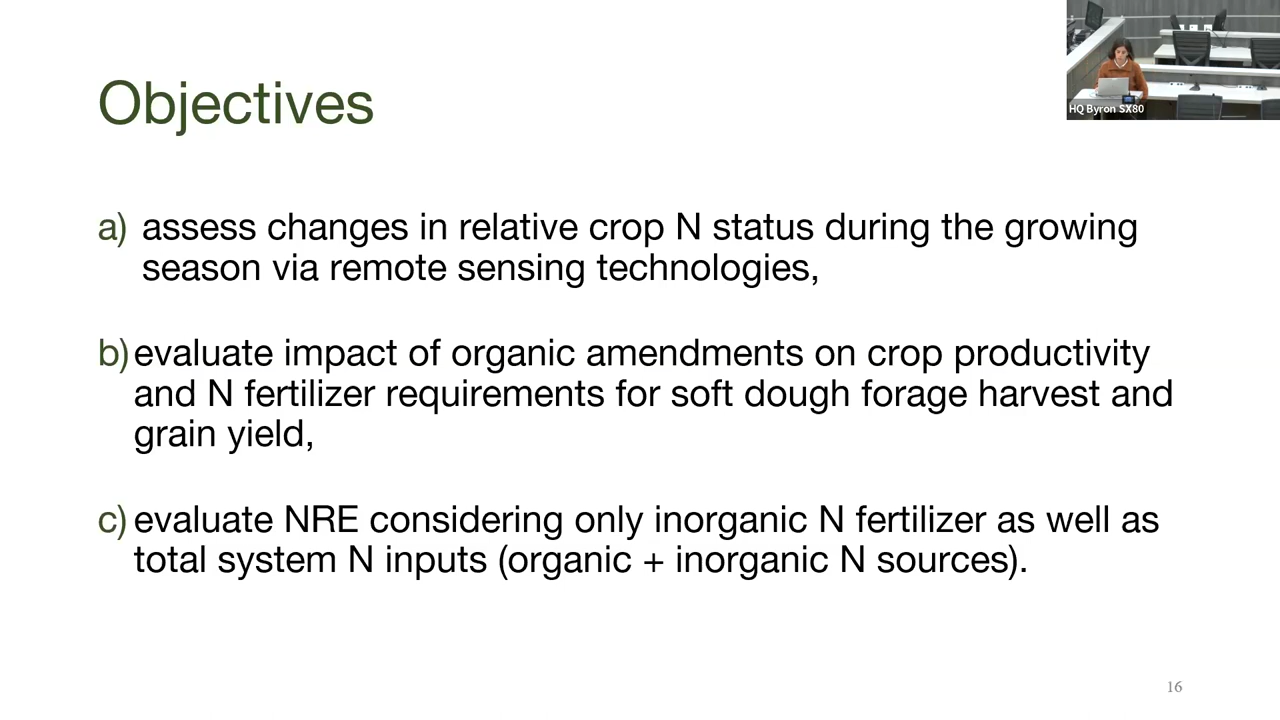 Objectives
HQ Byron SX80
a) assess changes in relative crop N status during the growing
season via remote sensing technologies,
b) evaluate impact of organic amendments on crop productivity
and N fertilizer requirements for soft dough forage harvest and
grain yield,
c) evaluate NRE considering only inorganic N fertilizer as well as
total system N inputs (organic + inorganic N sources).
16